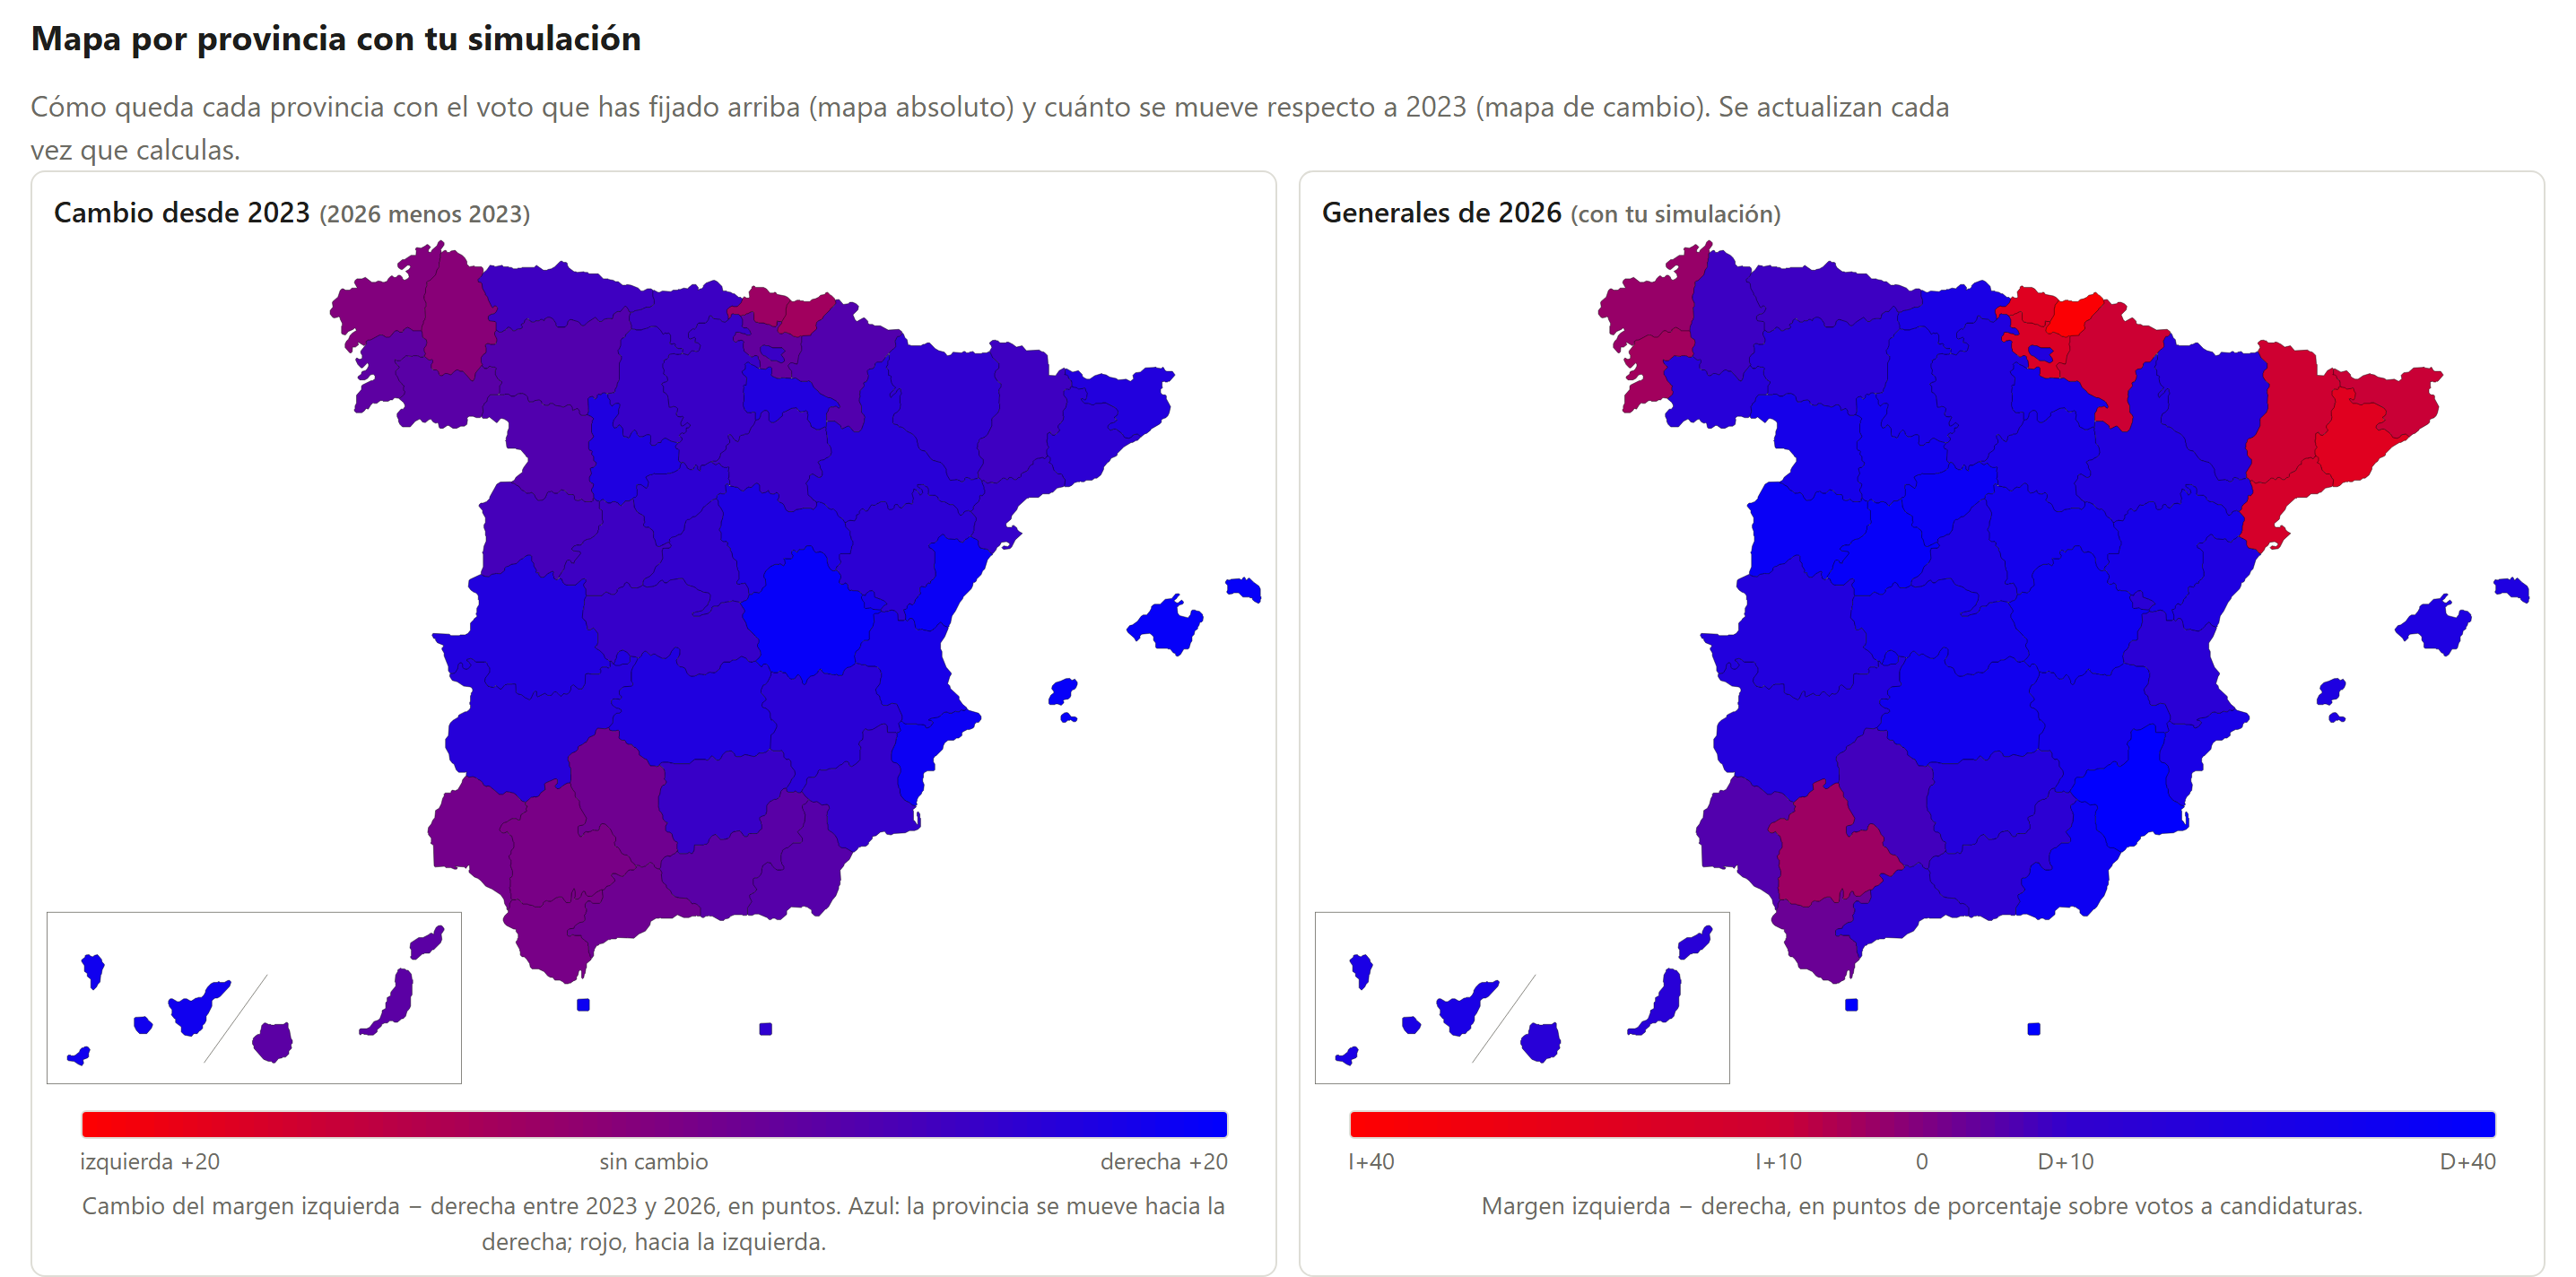 Mapa por provincia con tu simulación
Cómo queda cada provincia con el voto que has fijado arriba (mapa absoluto) y cuánto se mueve respecto a 2023 (mapa de cambio). Se actualizan cada
vez que calculas.
Cambio desde 2023 (2026 menos 2023)
izquierda +20 sin cambio derecha +20
Cambio del margen izquierda − derecha entre 2023 y 2026, en puntos. Azul: la provincia se mueve hacia la
derecha; rojo, hacia la izquierda.
Generales de 2026 (con tu simulación)
I+40 I+10 0 D+10 D+40
Margen izquierda − derecha, en puntos de porcentaje sobre votos a candidaturas.